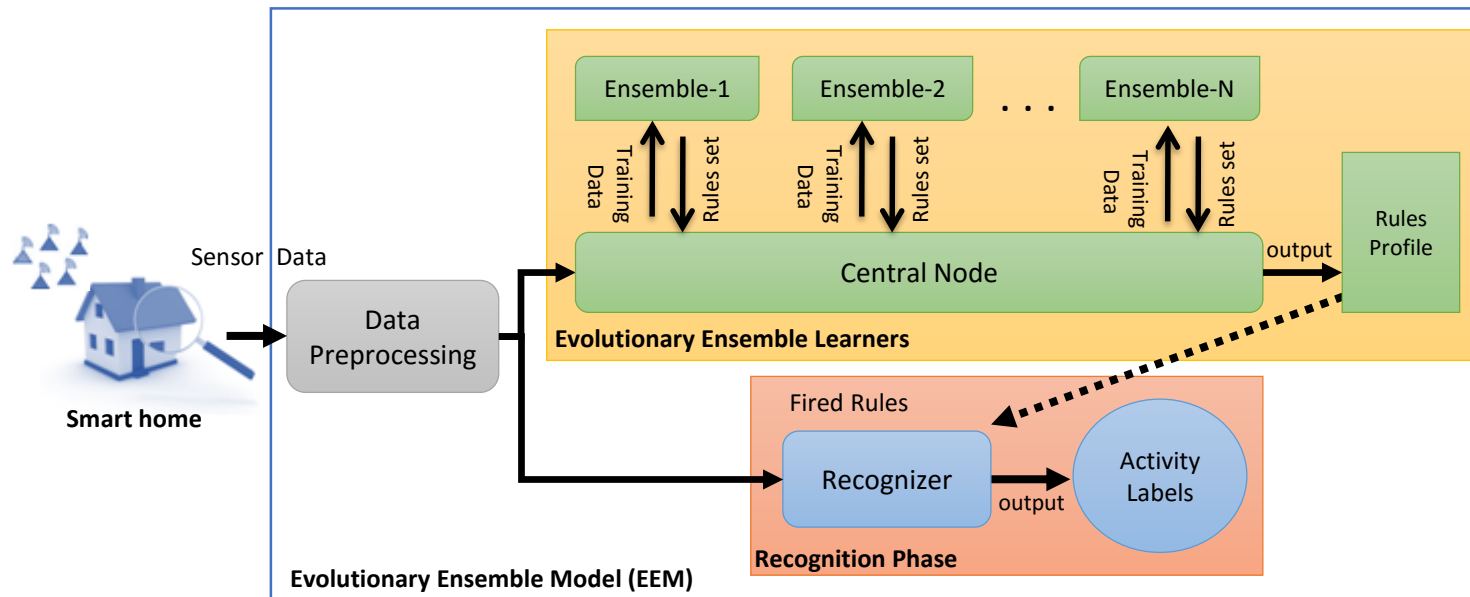 Ensemble-1
Ensemble-2
. . .
Ensemble-N
Training
Data
Rules set
Training
Data
Rules set
Training
Data
Rules set
Rules
Profile
Sensor Data
Central Node
output
Data
Preprocessing
Evolutionary Ensemble Learners
Smart home
Fired Rules
Recognizer
output
Activity
Labels
Recognition Phase
Evolutionary Ensemble Model (EEM)